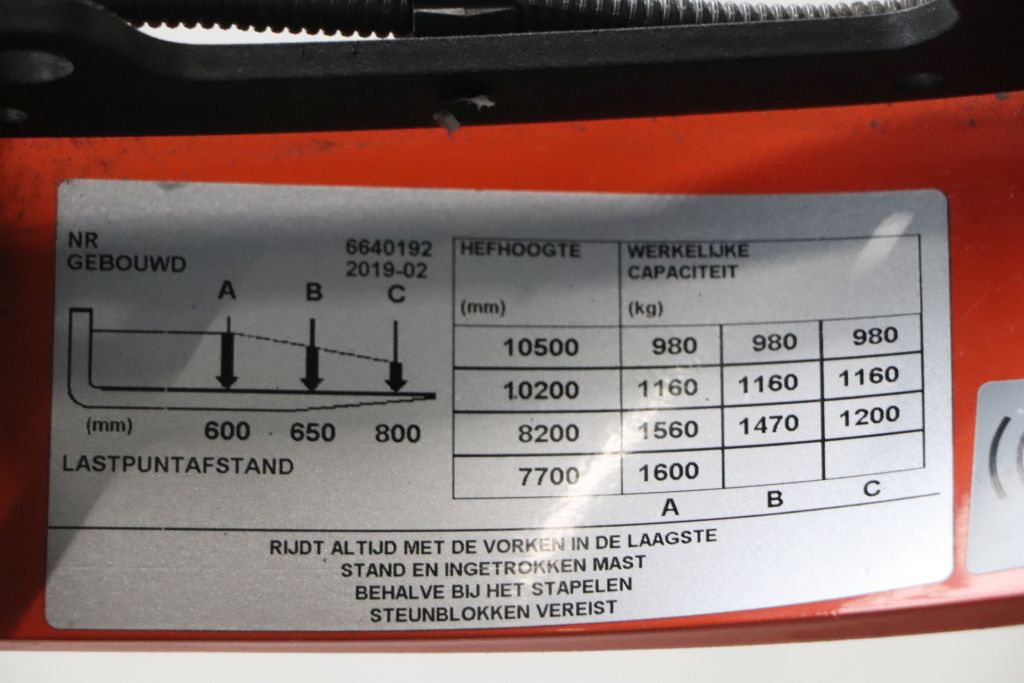 NR 6640192
GEBOUWD 2019-02
A B C
(mm) 600 650 800
LASTPUNTAFSTAND
HEFHOOGTE WERKELIJKE
CAPACITEIT
(mm) (kg)
10500 980 980 980
10200 1160 1160 1160
8200 1560 1470 1200
7700 1600
A B C
RIJDT ALTIJD MET DE VORKEN IN DE LAAGSTE
STAND EN INGETROKKEN MAST
BEHALVE BIJ HET STAPELEN
STEUNBLOKKEN VEREIST